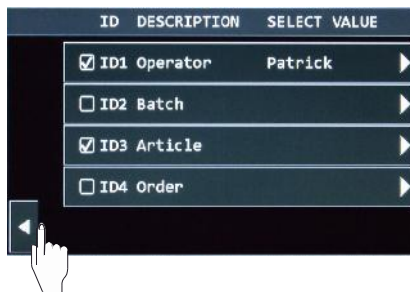 ID DESCRIPTION SELECT VALUE
ID1 Operator Patrick
ID2 Batch
ID3 Article
ID4 Order